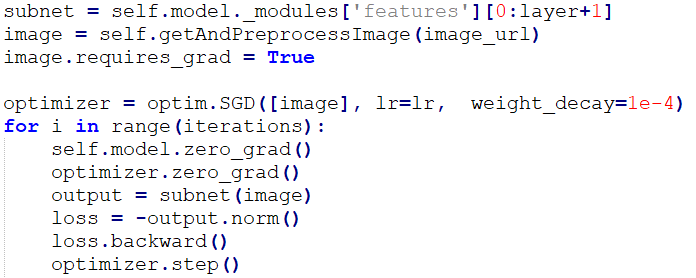 subnet = self.model._modules['features'][0:layer+1]
image = self.getAndPreprocessImage(image_url)
image.requires_grad = True
optimizer = optim.SGD([image], lr=lr,  weight_decay=1e-4)
for i in range(iterations):
    self.model.zero_grad()
    optimizer.zero_grad()
    output = subnet(image)
    loss = -output.norm()
    loss.backward()
    optimizer.step()